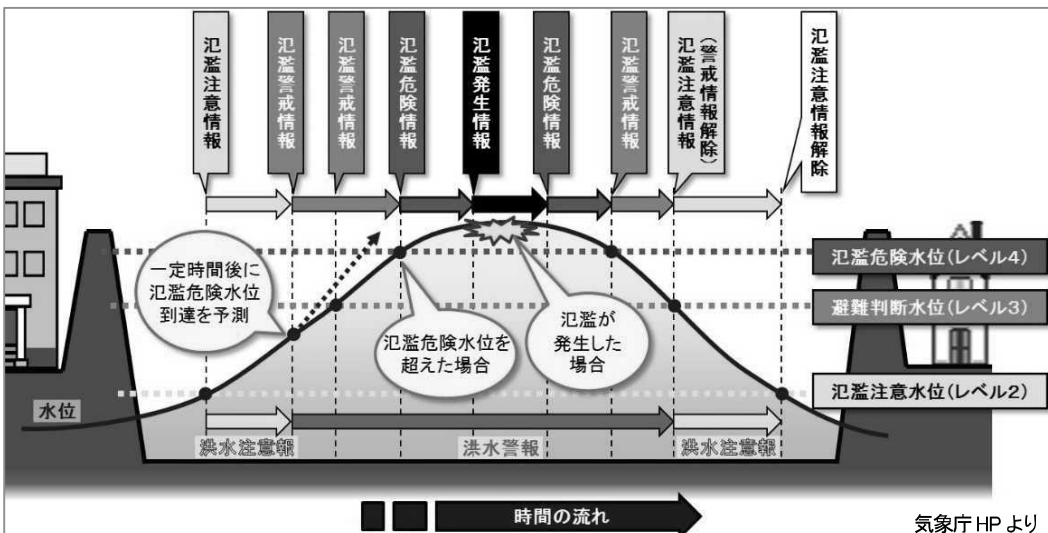 氾濫注意情報
氾濫警戒情報
氾濫警戒情報
氾濫危険情報
氾濫発生情報
氾濫危険情報
氾濫警戒情報
氾濫注意情報
(警戒情報解除)
氾濫注意情報解除
一定時間後に
氾濫危険水位
到達を予測
氾濫危険水位を
超えた場合
氾濫が
発生した
場合
氾濫危険水位(レベル4)
避難判断水位(レベル3)
氾濫注意水位(レベル2)
水位
洪水注意報
洪水警報
洪水注意報
時間の流れ
気象庁HPより